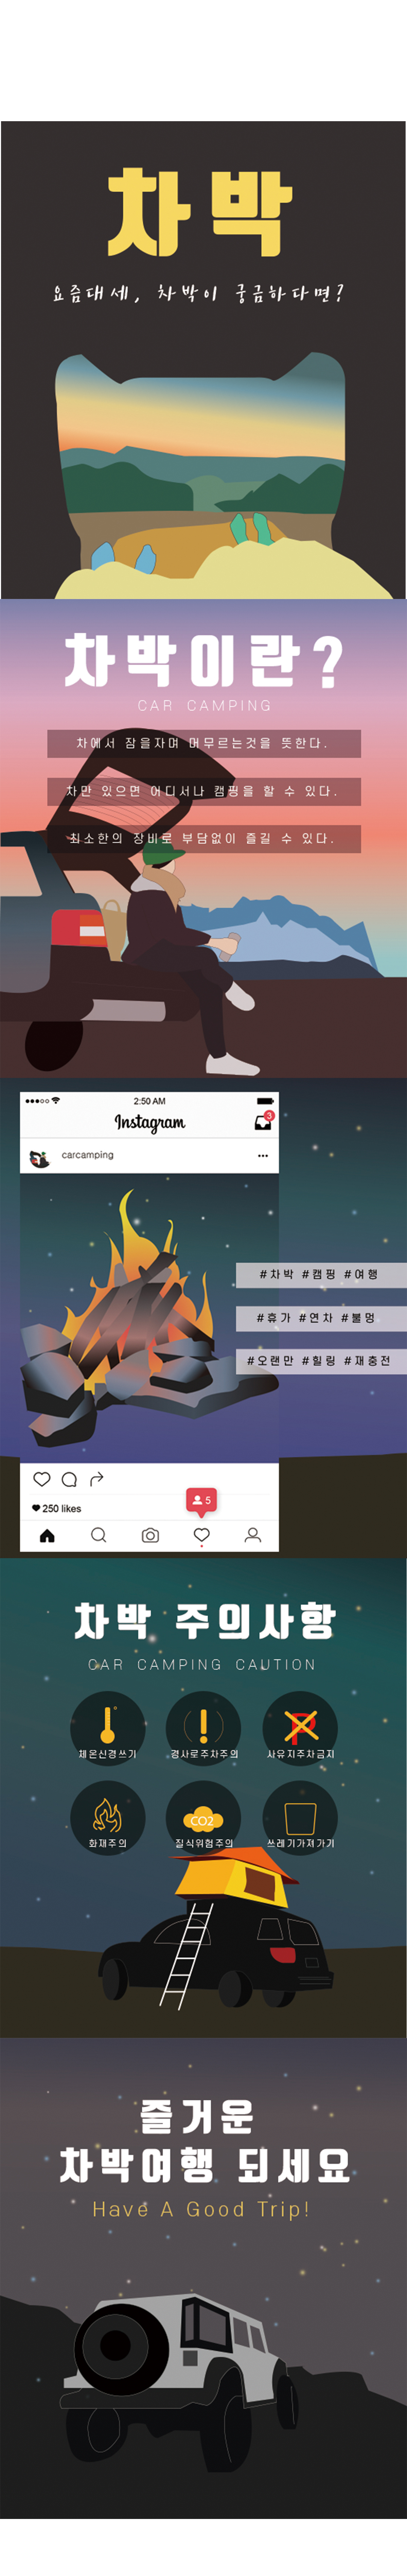 차박
요즘대세, 차박이 궁금하다면?
차박이란?
CAR CAMPING
차에서 잠을자며 머무르는것을 뜻한다.
차만 있으면 어디서나 캠핑을 할 수 있다.
최소한의 장비로 부담없이 즐길 수 있다.
2:50 AM
Instagram
3
carcamping
#차박 #캠핑 #여행
#휴가 #연차 #불멍
#오랜만 #힐링 #재충전
5
250 likes
차박 주의사항
CAR CAMPING CAUTION
체온신경쓰기
경사로주차주의
P
사유지주차금지
화재주의
CO2
질식위험주의
쓰레기가져가기
즐거운
차박여행 되세요
Have A Good Trip!